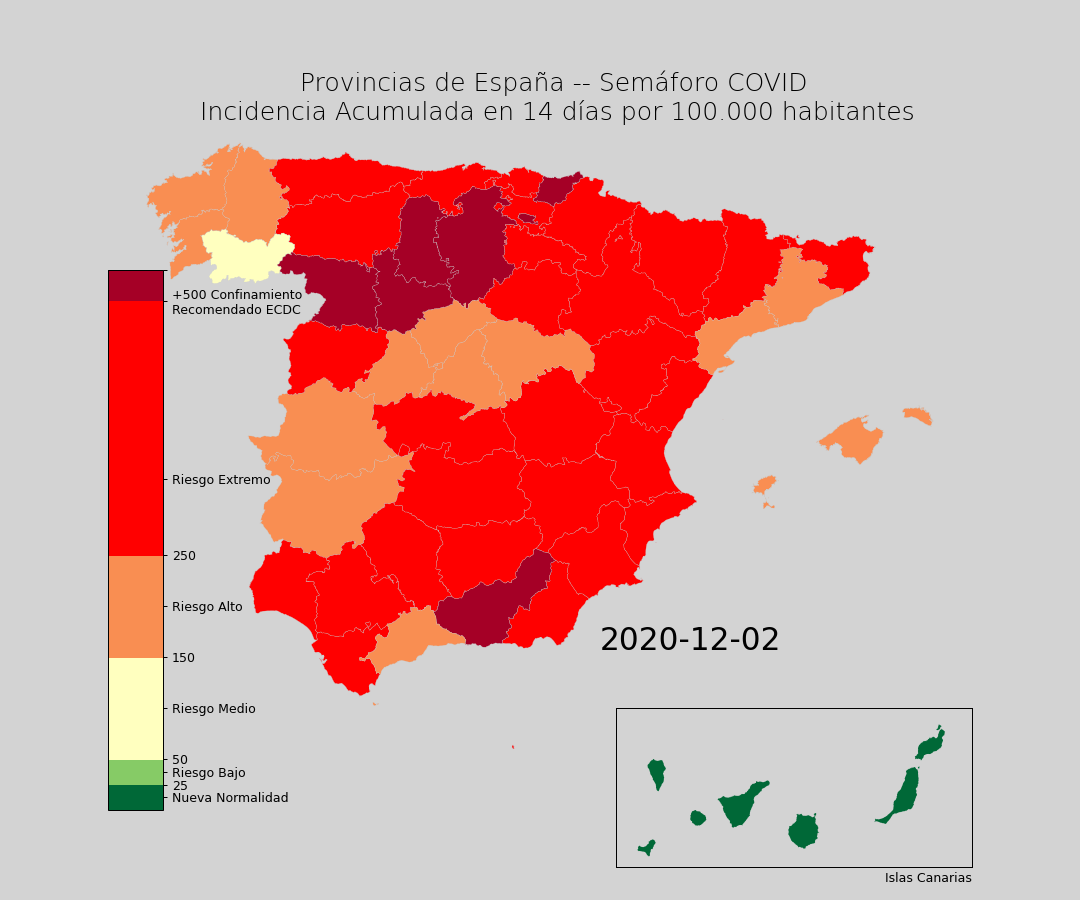 Provincias de España -- Semáforo COVID
Incidencia Acumulada en 14 días por 100.000 habitantes
+500 Confinamiento
Recomendado ECDC
Riesgo Extremo
250
Riesgo Alto
150
Riesgo Medio
50
Riesgo Bajo
25
Nueva Normalidad
2020-12-02
Islas Canarias